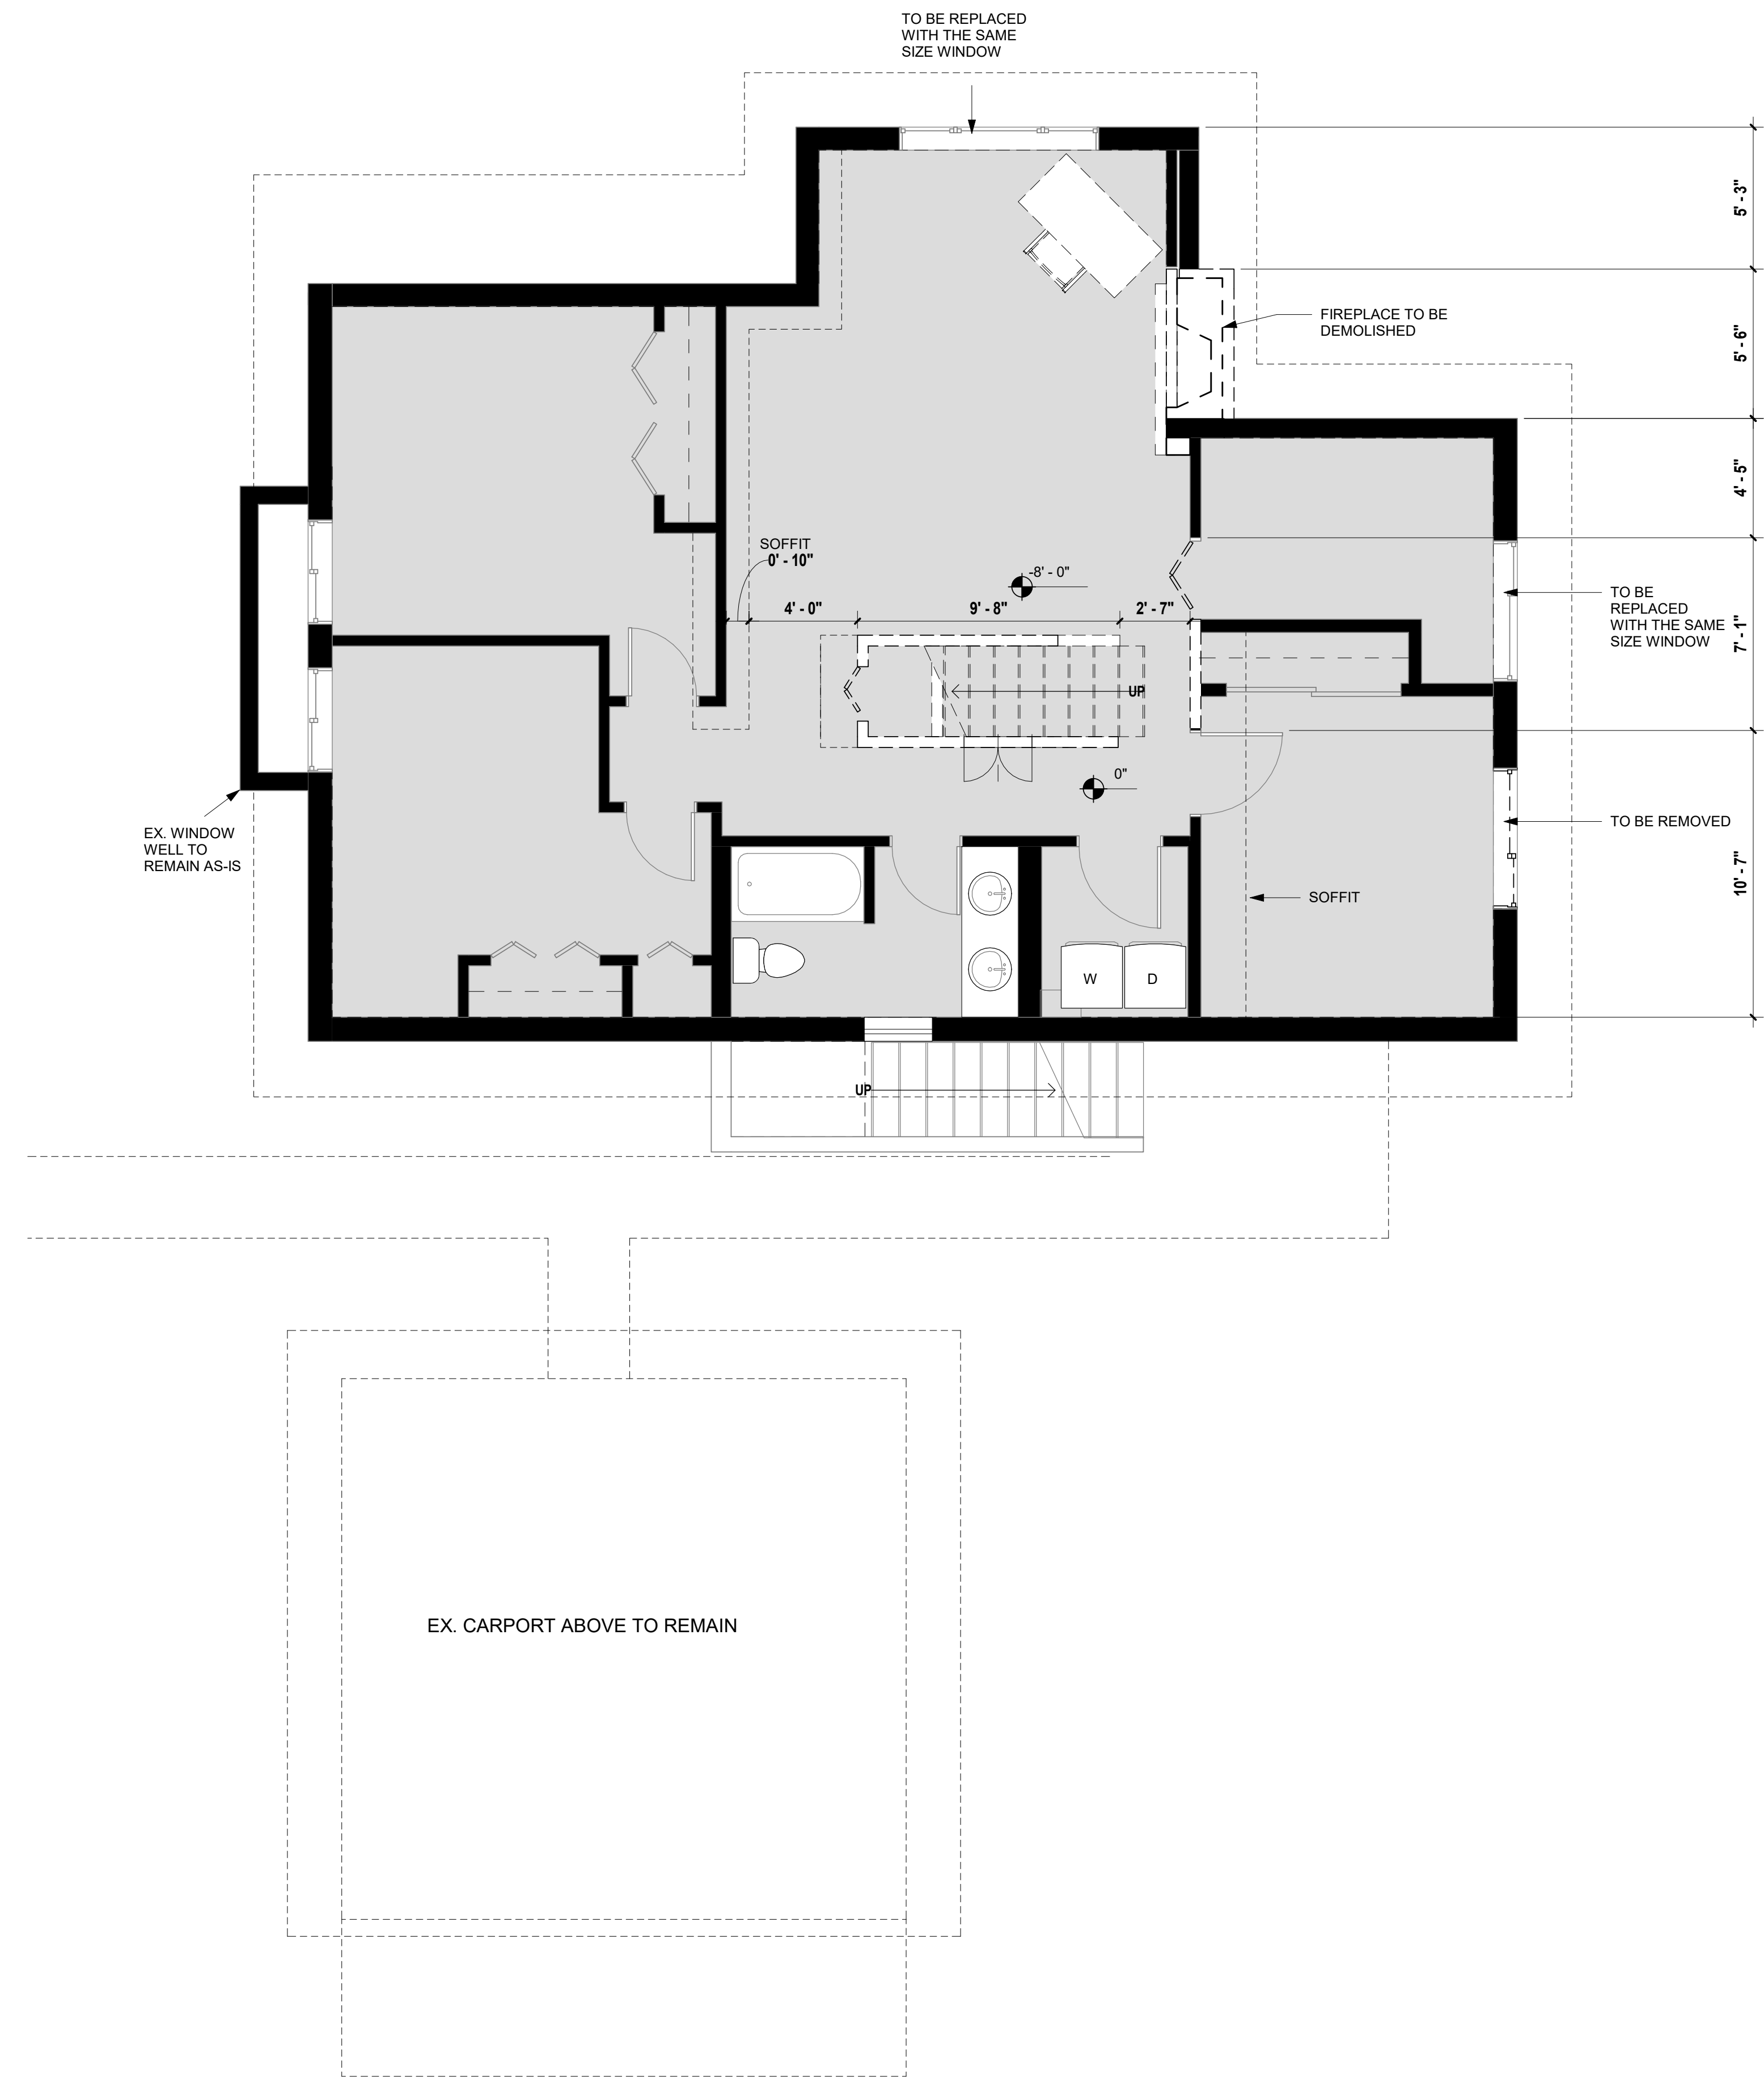 TO BE REPLACED
WITH THE SAME
SIZE WINDOW
5' - 3"
FIREPLACE TO BE
DEMOLISHED
5' - 6"
4' - 5"
SOFFIT
0' - 10"
-8' - 0"
4' - 0"
9' - 8"
2' - 7"
TO BE
REPLACED
WITH THE SAME
SIZE WINDOW
7' - 1"
UP
0"
EX. WINDOW
WELL TO
REMAIN AS-IS
TO BE REMOVED
10' - 7"
SOFFIT
W
D
UP
EX. CARPORT ABOVE TO REMAIN